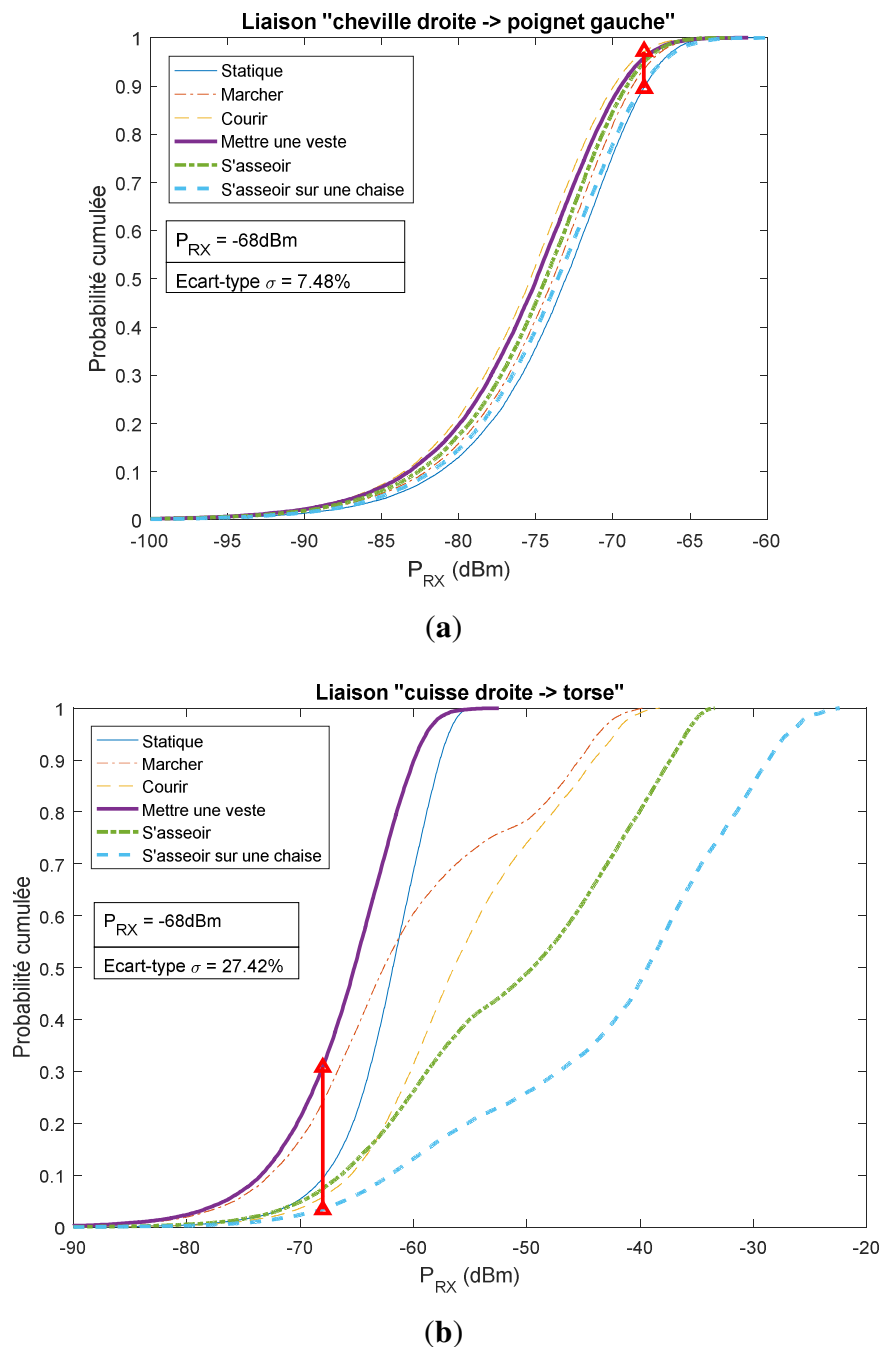 Liaison "cheville droite -> poignet gauche"
Probabilité cumulée
1
0.9
0.8
0.7
0.6
0.5
0.4
0.3
0.2
0.1
0
Statique
Marcher
Courir
Mettre une veste
S'asseoir
S'asseoir sur une chaise
P_RX = -68dBm
Ecart-type σ = 7.48%
-100 -95 -90 -85 -80 -75 -70 -65 -60
P_RX (dBm)
(a)
Liaison "cuisse droite -> torse"
Probabilité cumulée
1
0.9
0.8
0.7
0.6
0.5
0.4
0.3
0.2
0.1
0
Statique
Marcher
Courir
Mettre une veste
S'asseoir
S'asseoir sur une chaise
P_RX = -68dBm
Ecart-type σ = 27.42%
-90 -80 -70 -60 -50 -40 -30 -20
P_RX (dBm)
(b)